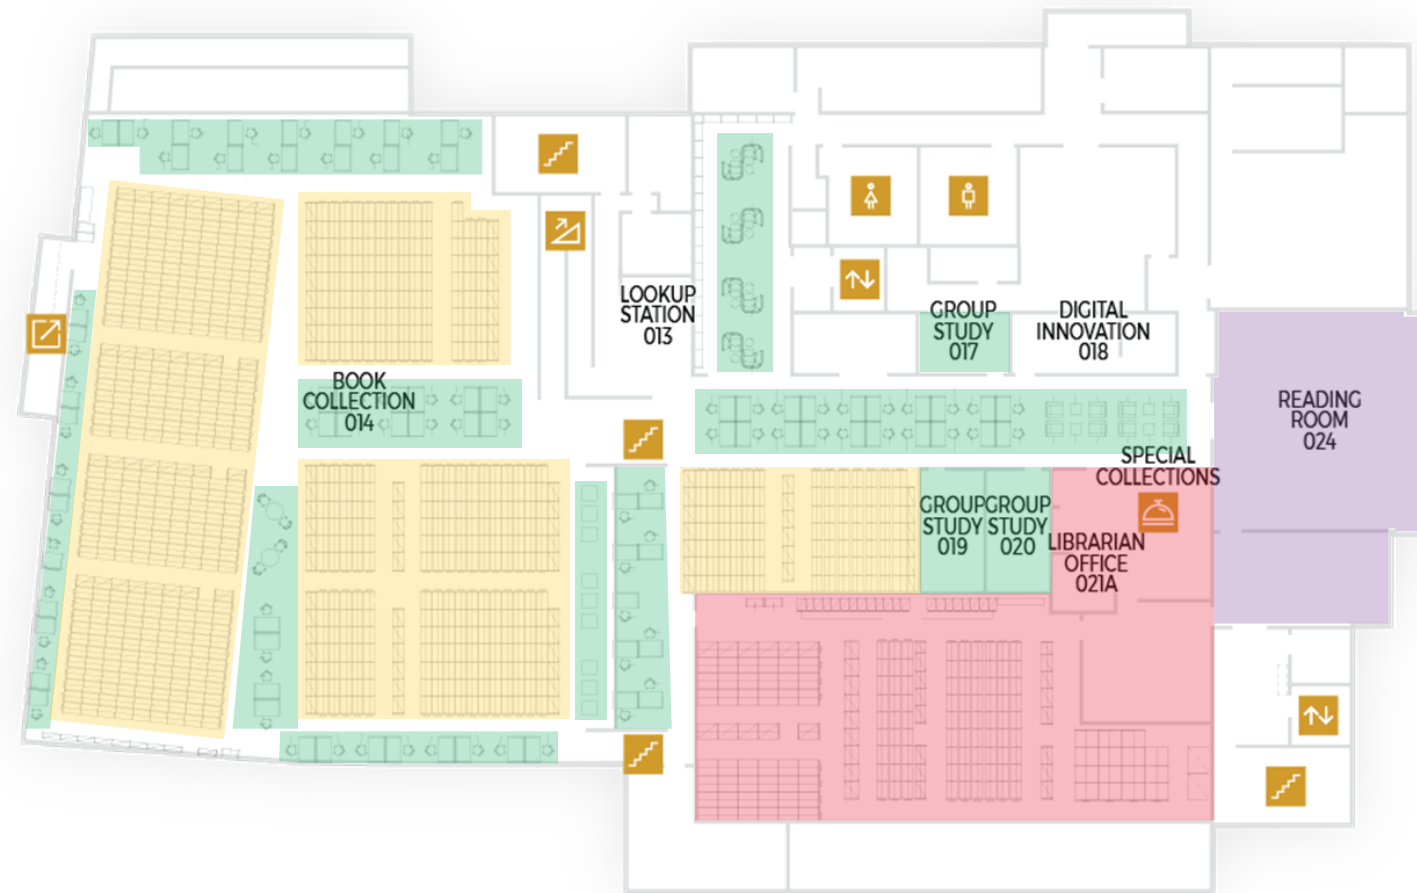 LOOKUP
STATION
013
GROUP
STUDY
017
DIGITAL
INNOVATION
018
BOOK
COLLECTION
014
READING
ROOM
024
SPECIAL
COLLECTIONS
GROUP
STUDY
019
GROUP
STUDY
020
LIBRARIAN
OFFICE
021A